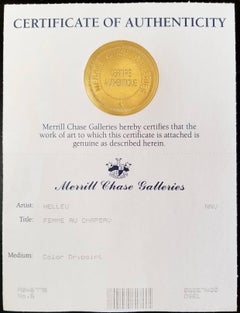 CERTIFICATE OF AUTHENTICITY
Merrill Chase Galleries hereby certifies that the
work of art to which this certificate is attached is
genuine as described herein.
Merrill Chase Galleries
Artist: HELLEU
Title: FEMME AU CHAPEAU
Medium: Color Drypoint